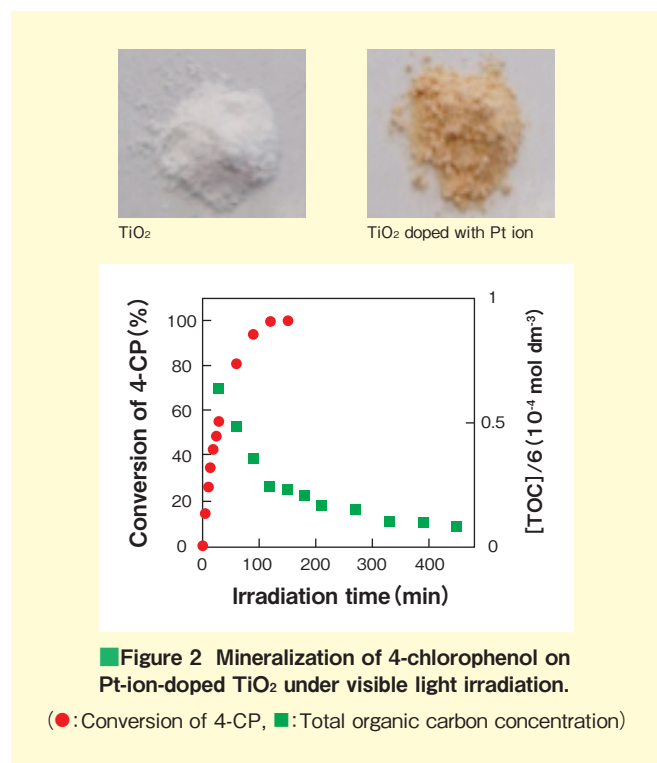 TiO₂
TiO₂ doped with Pt ion
Conversion of 4-CP(%)
100
80
60
40
20
0
0
100
200
300
400
Irradiation time(min)
1
0.5
0
[TOC]/6(10⁻⁴ mol dm⁻³)
Figure 2 Mineralization of 4-chlorophenol on
Pt-ion-doped TiO₂ under visible light irradiation.
(●:Conversion of 4-CP, ■:Total organic carbon concentration)